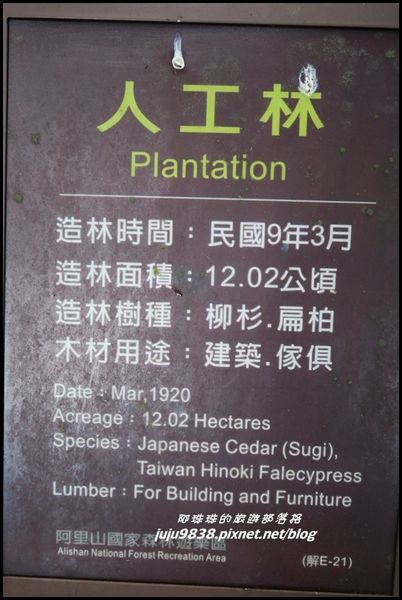 人工林
Plantation
造林時間：民國9年3月
造林面積：12.02公頃
造林樹種：柳杉.扁柏
木材用途：建築.傢俱
Date：Mar,1920
Acreage：12.02 Hectares
Species：Japanese Cedar (Sugi),
Taiwan Hinoki Falecypress
Lumber：For Building and Furniture
阿珠珠的旅遊部落格
juju9838.pixnet.net/blog
阿里山國家森林遊樂區
Alishan National Forest Recreation Area
(解E-21)